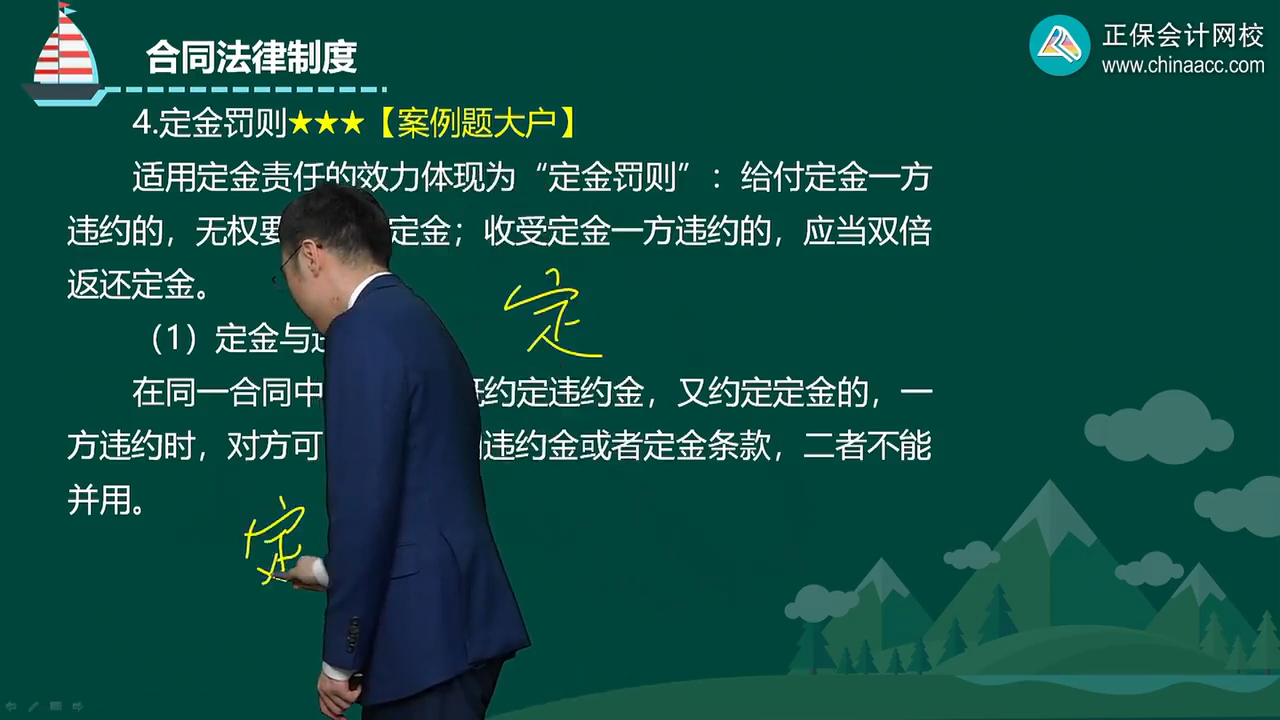 合同法律制度
正保会计网校
www.chinaacc.com
4.定金罚则★★★【案例题大户】
适用定金责任的效力体现为“定金罚则”：给付定金一方
违约的，无权要 定金；收受定金一方违约的，应当双倍
返还定金。
定
（1）定金与
在同一合同中 约定违约金，又约定定金的，一
方违约时，对方可 违约金或者定金条款，二者不能
并用。
定